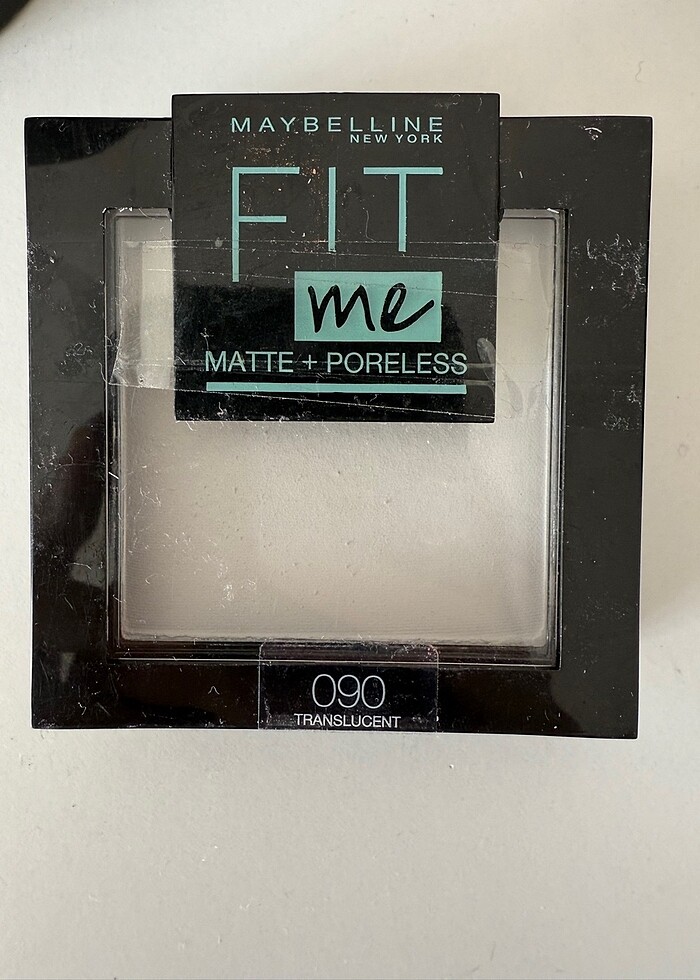 MAYBELLINE
NEW YORK
FIT
me
MATTE + PORELESS
090
TRANSLUCENT